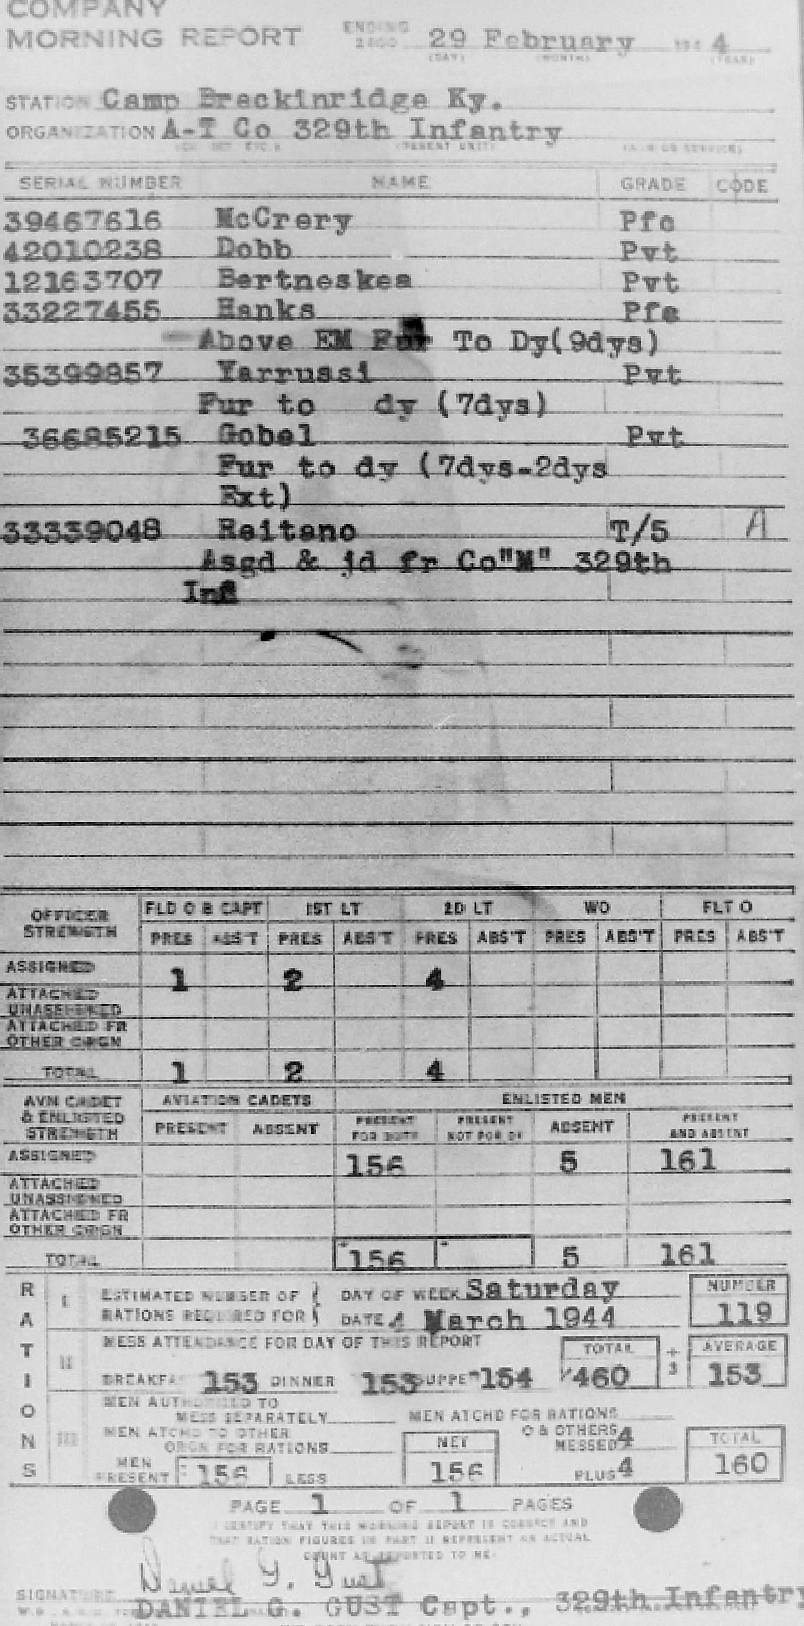 COMPANY
MORNING REPORT ENDING 2400 29 February 194 4
(DAY) (MONTH) (YEAR)
STATION Camp Breckinridge Ky.
ORGANIZATION A-T Co 329th Infantry
(PARENT UNIT) (ARM OR SERVICE)
SERIAL NUMBER NAME GRADE CODE
39467616 McCrery Pfc
42010238 Dobb Pvt
12163707 Bertneskea Pvt
33227455 Hanks Pfc
Above EM Fur To Dy(9dys)
35399857 Yarrussi Pvt
Fur to dy (7dys)
36685215 Gobel Pvt
Fur to dy (7dys-2dys
Ext)
33339048 Reitano T/5 A
Asgd & jd fr Co"M" 329th
Inf
OFFICER STRENGTH FLD O & CAPT 1ST LT 2D LT WO FLT O
PRES ABS'T PRES ABS'T PRES ABS'T PRES ABS'T PRES ABS'T
ASSIGNED 1 2 4
ATTACHED UNASSIGNED
ATTACHED FR OTHER ORGN
TOTAL 1 2 4
AVN CADET & ENLISTED STRENGTH AVIATION CADETS ENLISTED MEN
PRESENT ABSENT PRESENT FOR DUTY PRESENT NOT FOR DY ABSENT PRESENT AND ABSENT
ASSIGNED 156 5 161
ATTACHED UNASSIGNED
ATTACHED FR OTHER ORGN
TOTAL 156 5 161
RATIONS
I ESTIMATED NUMBER OF RATIONS REQUIRED FOR DAY OF WEEK Saturday NUMBER
DATE 4 March 1944 119
II MESS ATTENDANCE FOR DAY OF THIS REPORT TOTAL ÷ 3 AVERAGE
BREAKFA 153 DINNER 153 SUPPE 154 460 153
III MEN AUTHORIZED TO MESS SEPARATELY MEN ATCHD FOR RATIONS
MEN ATCHD TO OTHER ORGN FOR RATIONS NET O & OTHERS MESSED 4 TOTAL
MEN PRESENT 156 LESS 156 PLUS 4 160
PAGE 1 OF 1 PAGES
I CERTIFY THAT THIS MORNING REPORT IS CORRECT AND
THAT RATION FIGURES IN PART II REPRESENT AN ACTUAL
COUNT AS REPORTED TO ME.
Daniel G. Gust
SIGNATURE
DANIEL G. GUST Capt., 329th Infantry